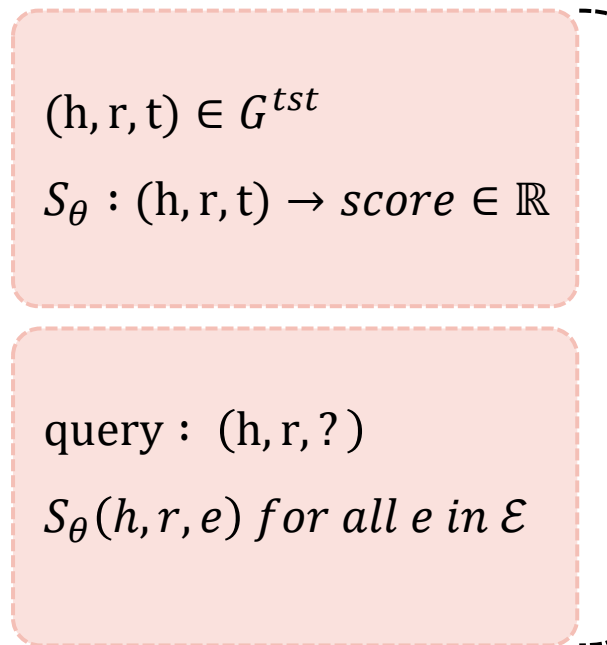 (h, r, t) ∈ G^{tst}
S_θ : (h, r, t) → score ∈ ℝ
query : (h, r, ? )
S_θ(h, r, e) for all e in ℰ